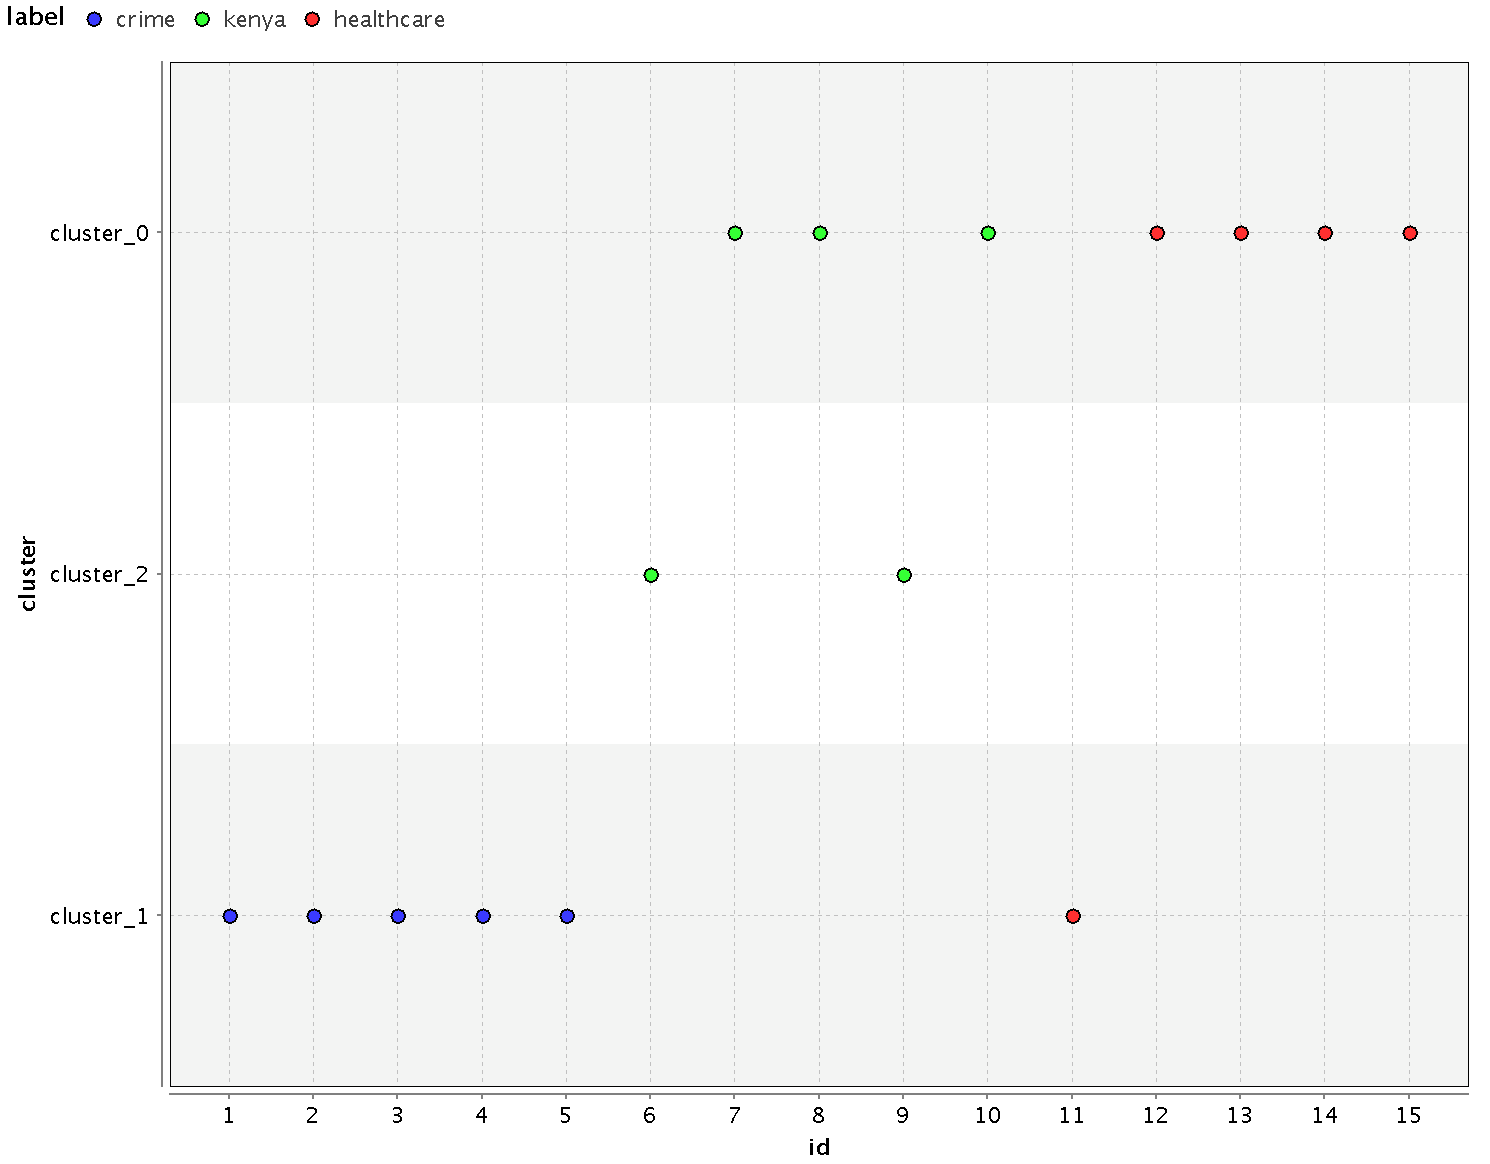 label crime kenya healthcare
cluster_0
cluster_2
cluster
cluster_1
1 2 3 4 5 6 7 8 9 10 11 12 13 14 15
id